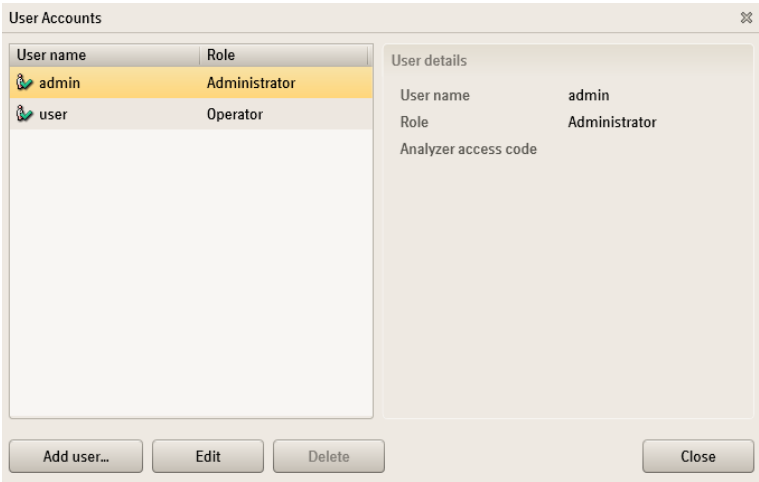 User Accounts
User name Role
admin Administrator
user Operator
User details
User name admin
Role Administrator
Analyzer access code
Add user... Edit Delete Close